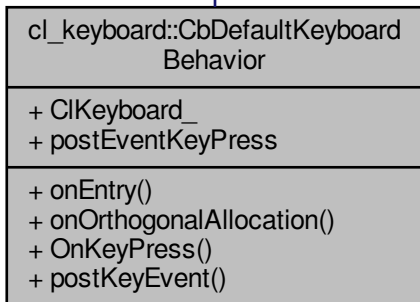 cl_keyboard::CbDefaultKeyboard
Behavior
+ ClKeyboard_
+ postEventKeyPress
+ onEntry()
+ onOrthogonalAllocation()
+ OnKeyPress()
+ postKeyEvent()